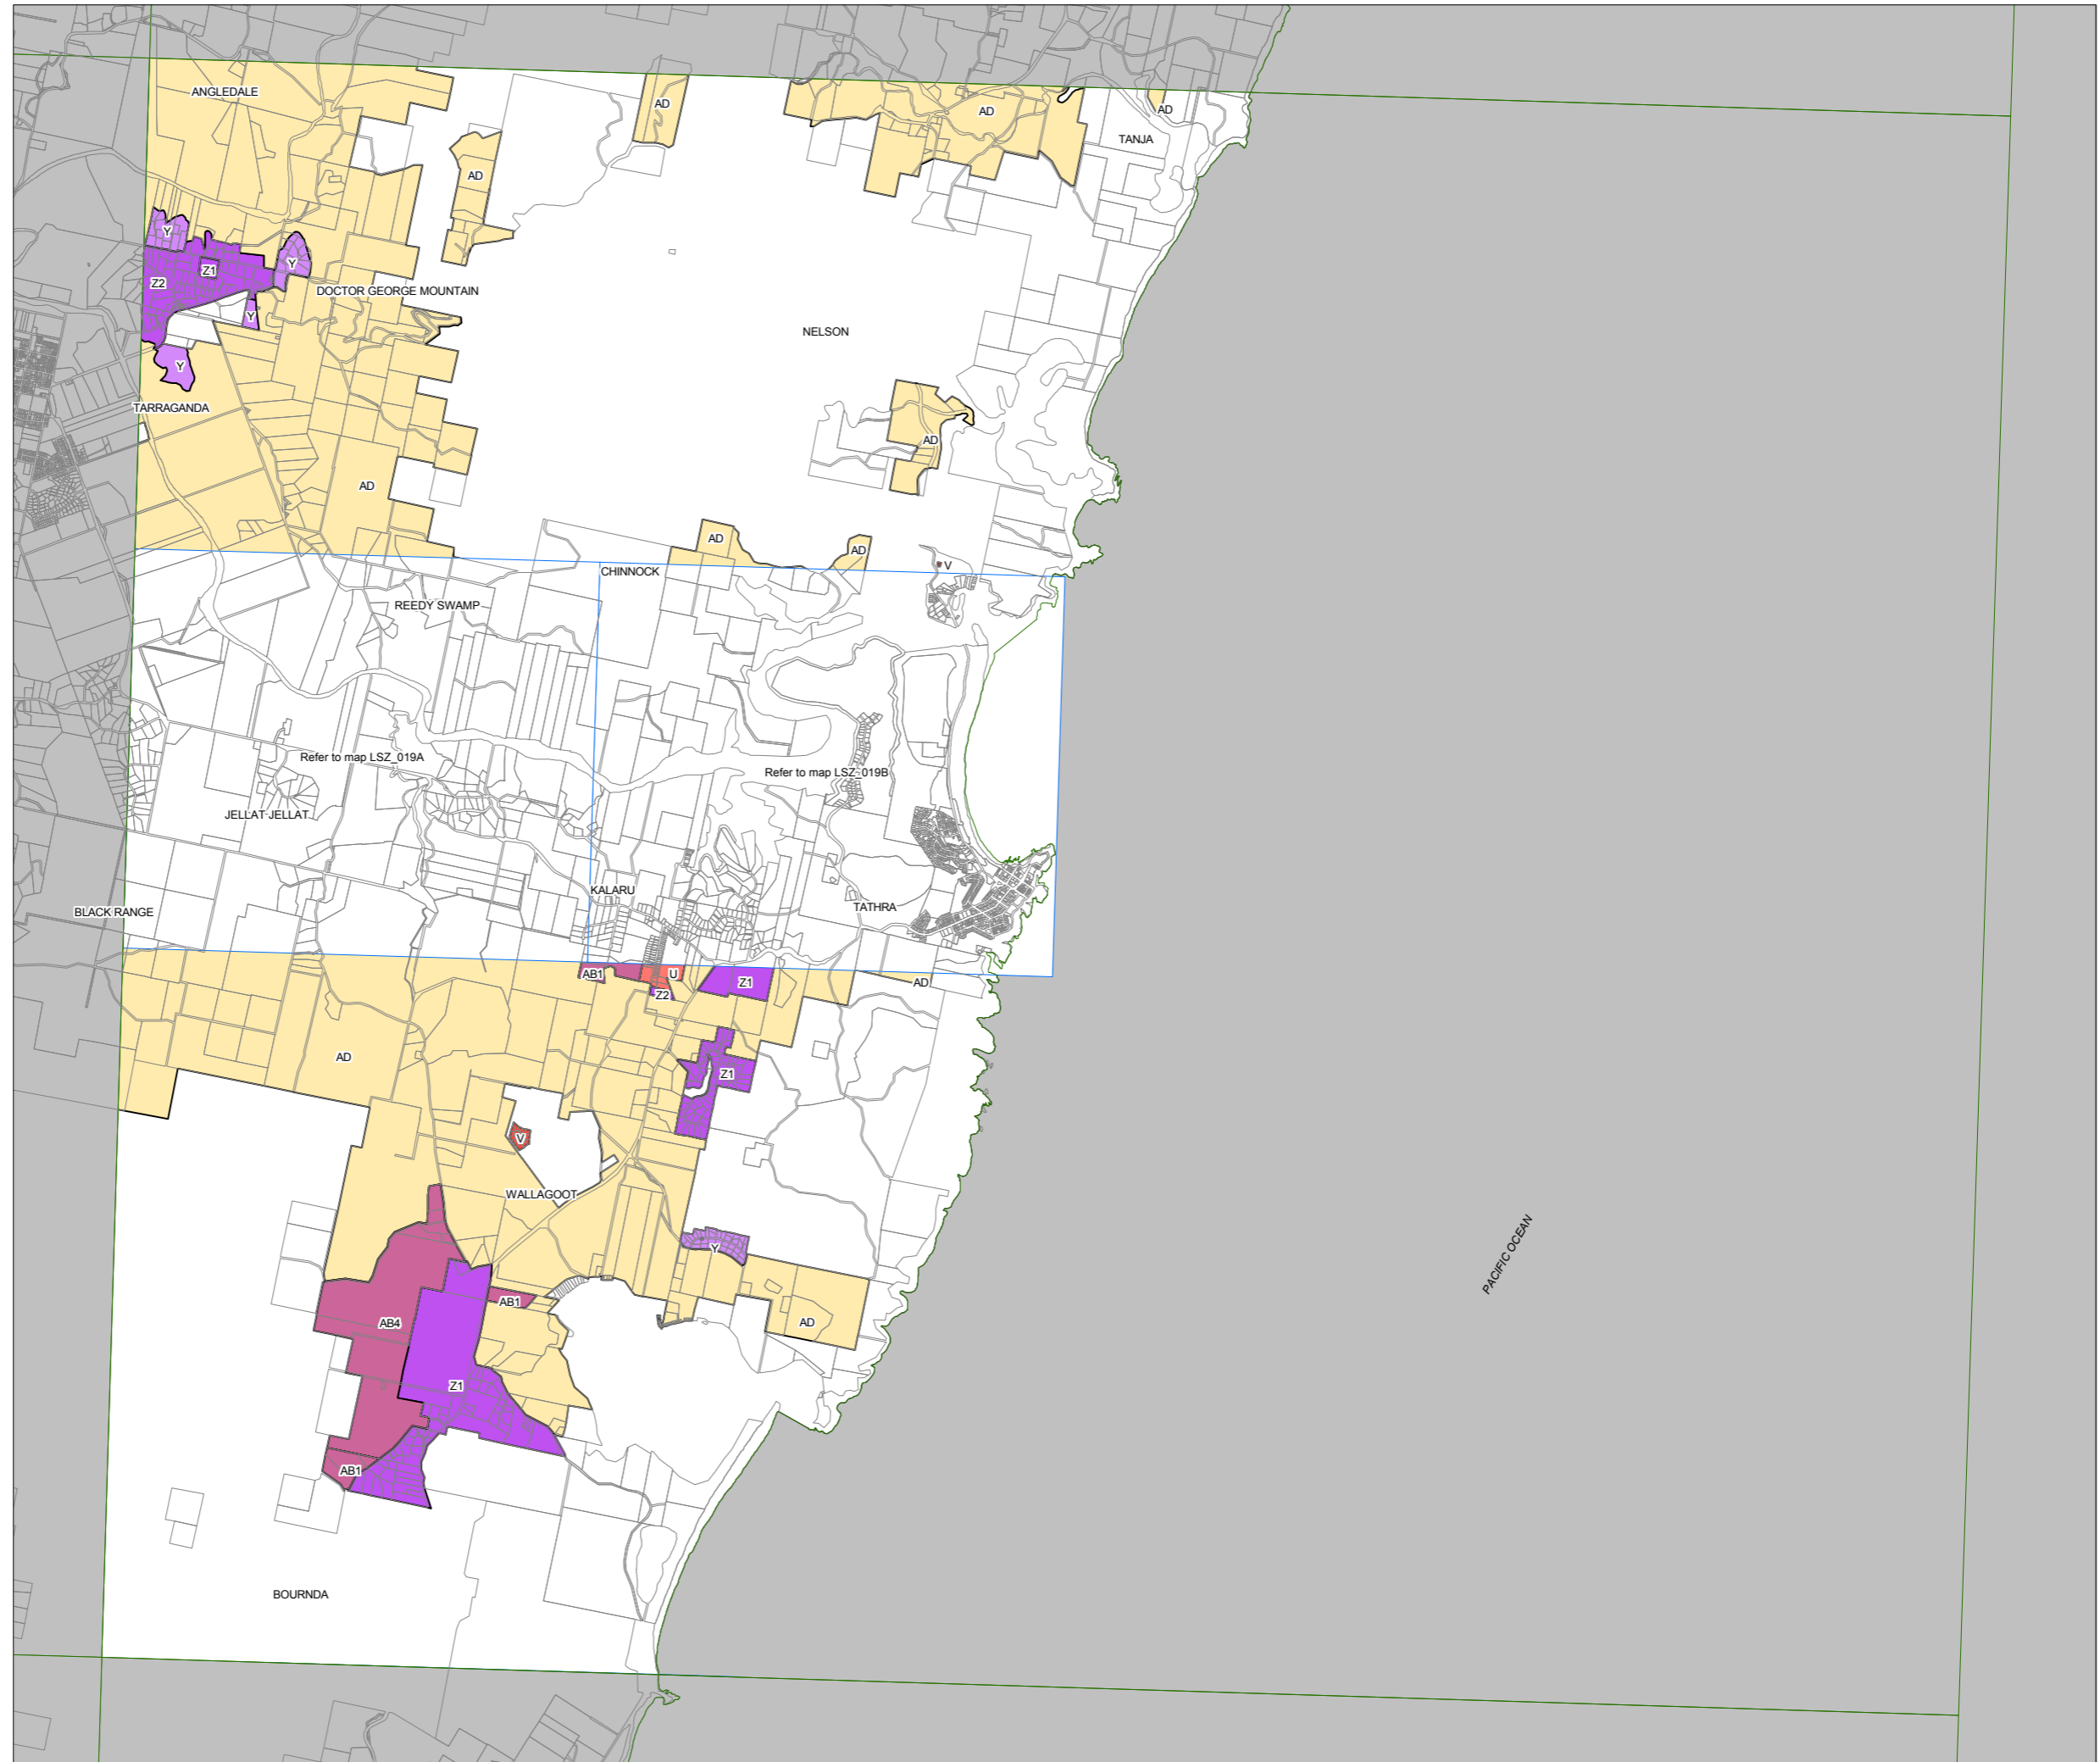 ANGLEDALE
AD
AD
AD
TANJA
AD
Y
Z1
Y
Z2
DOCTOR GEORGE MOUNTAIN
Y
NELSON
Y
TARRAGANDA
AD
AD
AD
AD
V
CHINNOCK
REEDY SWAMP
Refer to map LSZ_019A
Refer to map LSZ_019B
JELLAT JELLAT
KALARU
BLACK RANGE
TATHRA
AB1
U
Z1
AD
Z2
AD
Z1
V
WALLAGOOT
Y
PACIFIC OCEAN
AB1
AB4
AD
Z1
AB1
BOURNDA